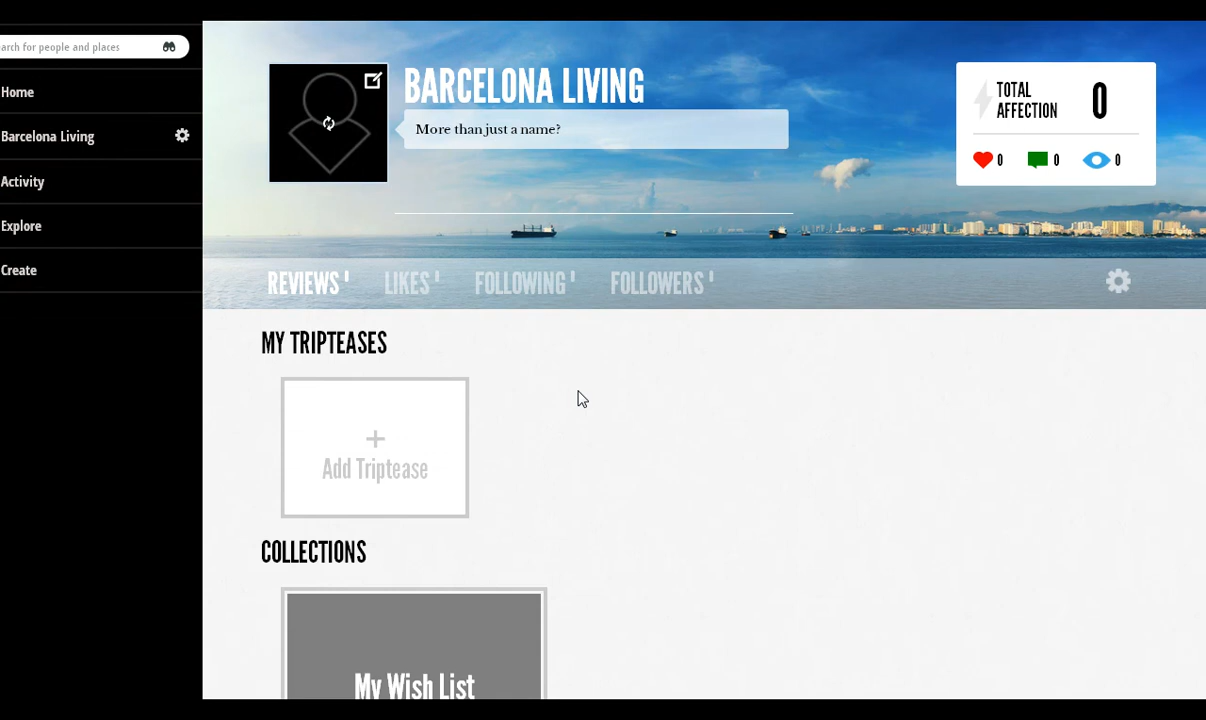 arch for people and places
Home
Barcelona Living
Activity
Explore
Create
BARCELONA LIVING
More than just a name?
TOTAL
AFFECTION
0
0
0
0
REVIEWS
LIKES
FOLLOWING
FOLLOWERS
MY TRIPTEASES
+
Add Triptease
COLLECTIONS
My Wish List